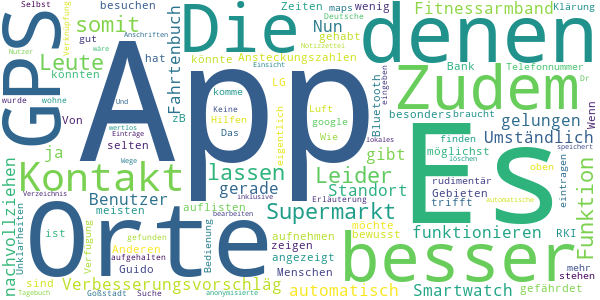 Selbst
besuchen
Zeiten
maps
wenig
Deutsche
Fitnessarmband
Klärung
Anschriften
Verknüpfung
somit
gut
Die
Nun
denen
Nutzer
Notizzettel
wäre
hat
könnte
gehabt
Ansteckungszahlen
Einsicht
Bank
Telefonnummer
Dr
GPS
Leute
könnten
App
Fahrtenbuch
LG
Bluetooth
eingeben
Zudem
wurde
Und
komme
Luft
besonders
braucht
Wenn
Einträge
wertlos
Von
zB
Keine
Hilfen
google
Das
Wie
eigentlich
Es
gelungen
Umständlich
wohne
ja
selten
finden
möglichst
lokales
speichert
löschen
Wege
nachvollziehen
Kontakt
lassen
gerade
Leider
gibt
Standort
rudimentär
Gebieten
trifft
oben
eintragen
automatische
Funktion
Verzeichnis
inklusive
Erläuterung
Benutzer
meisten
auflisten
Supermarkt
bearbeiten
Unklarheiten
ist
Orte
Verfügung
Bedienung
aufnehmen
zeigen
mochte
bewusst
funktionieren
RKI
gefunden
Anderen
aufgehalten
Guido
angezeigt
Menschen
besser
mehr
stehen
sind
Verbesserungsvorschläg
automatisch
Smartwatch
gefährdet
Tagebuch
Goßstadt
Suche
anonymisierte